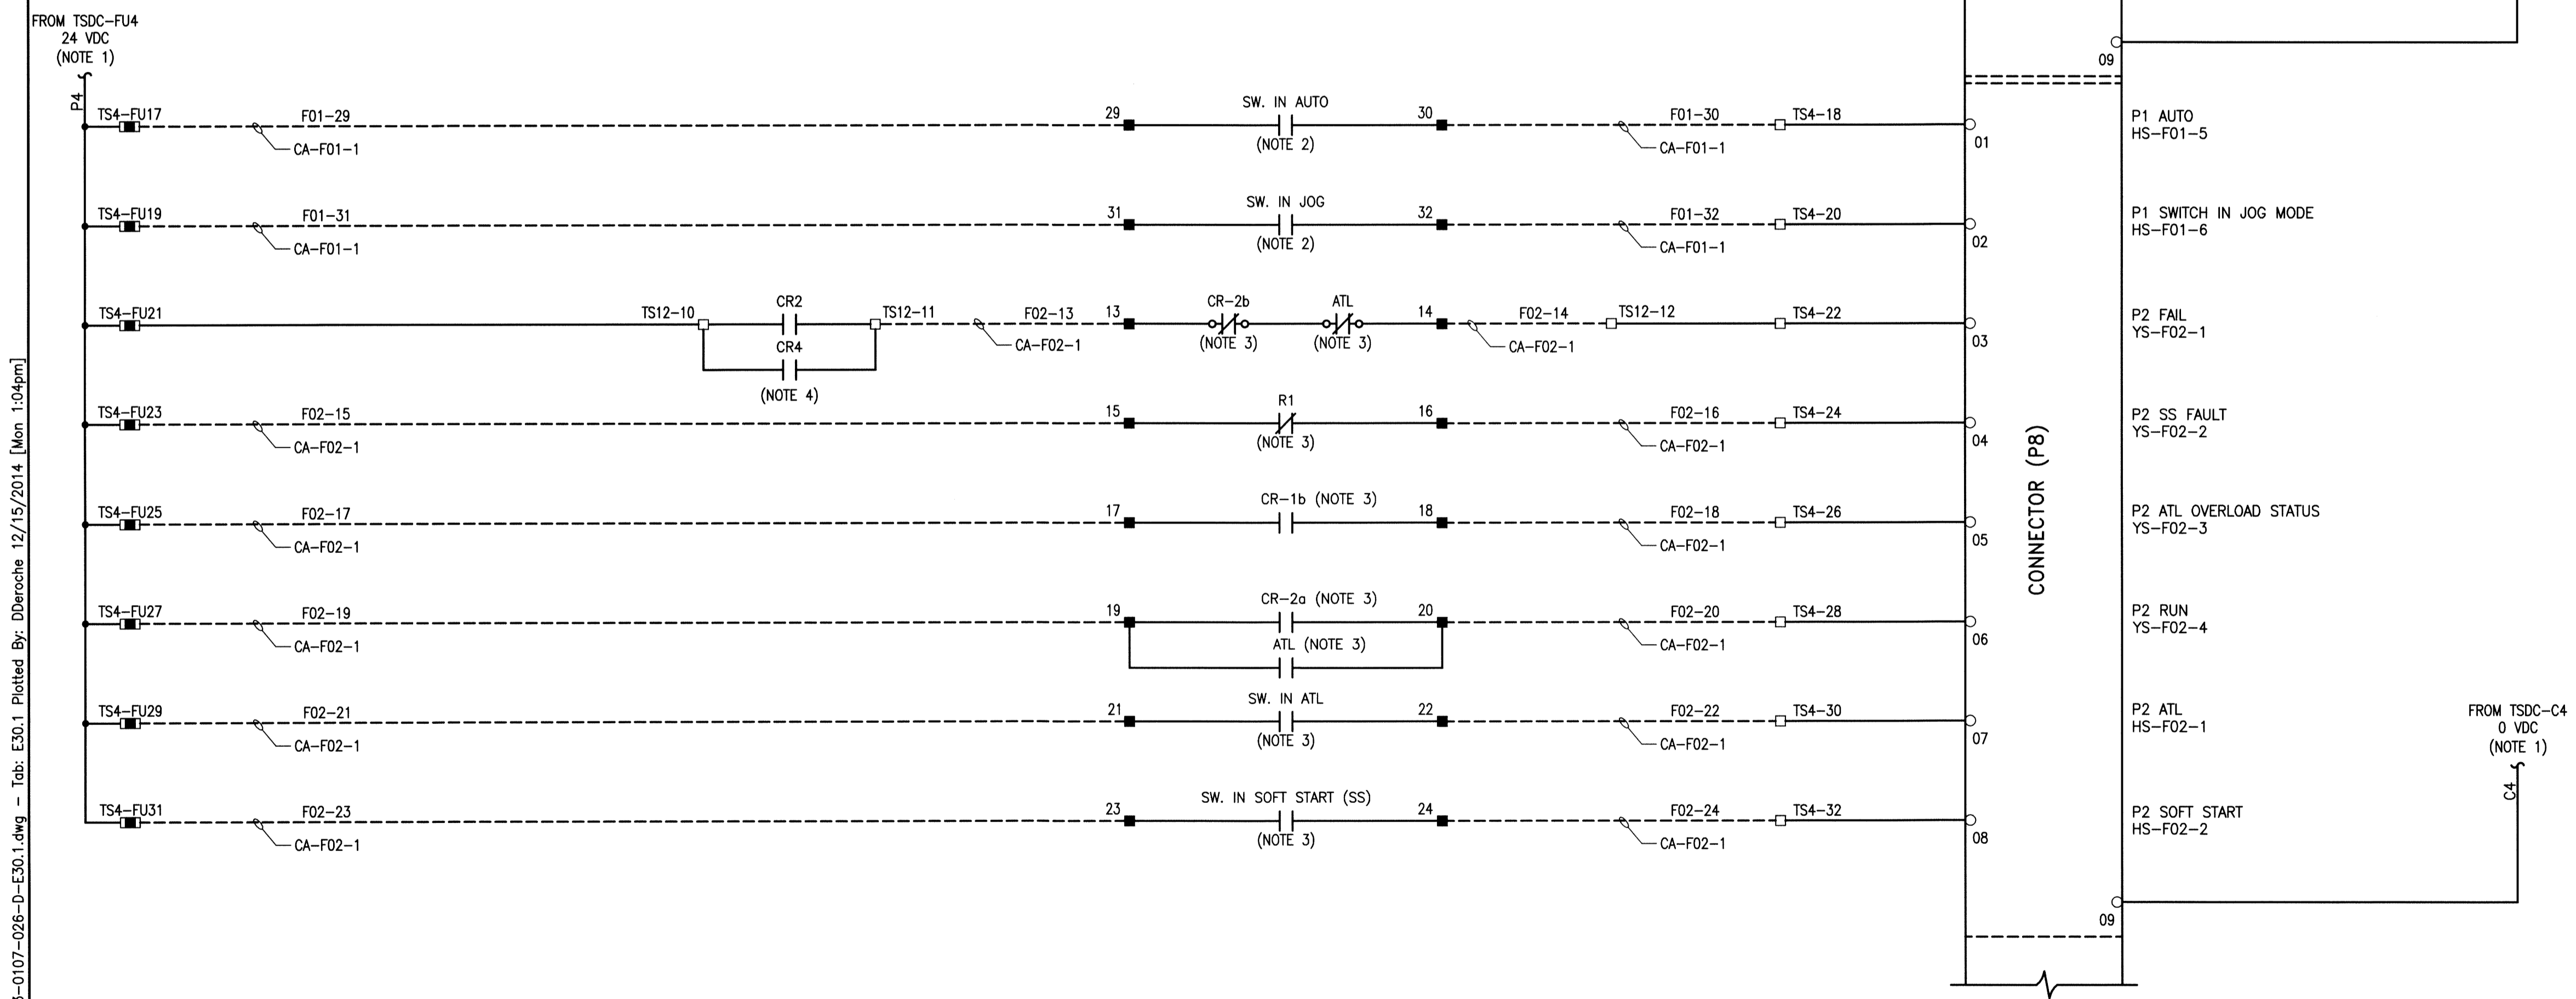 FROM TSDC-FU4
24 VDC
(NOTE 1)
P4
09
TS4-FU17
F01-29
CA-F01-1
29
SW. IN AUTO
(NOTE 2)
30
F01-30
CA-F01-1
TS4-18
01
P1 AUTO
HS-F01-5
TS4-FU19
F01-31
CA-F01-1
31
SW. IN JOG
(NOTE 2)
32
F01-32
CA-F01-1
TS4-20
02
P1 SWITCH IN JOG MODE
HS-F01-6
TS4-FU21
TS12-10
CR2
CR4
(NOTE 4)
TS12-11
F02-13
CA-F02-1
13
CR-2b
(NOTE 3)
ATL
(NOTE 3)
14
F02-14
CA-F02-1
TS12-12
TS4-22
03
P2 FAIL
YS-F02-1
TS4-FU23
F02-15
CA-F02-1
15
R1
(NOTE 3)
16
F02-16
CA-F02-1
TS4-24
04
P2 SS FAULT
YS-F02-2
TS4-FU25
F02-17
CA-F02-1
17
CR-1b (NOTE 3)
18
F02-18
CA-F02-1
TS4-26
05
P2 ATL OVERLOAD STATUS
YS-F02-3
TS4-FU27
F02-19
CA-F02-1
19
CR-2a (NOTE 3)
ATL (NOTE 3)
20
F02-20
CA-F02-1
TS4-28
06
P2 RUN
YS-F02-4
TS4-FU29
F02-21
CA-F02-1
21
SW. IN ATL
(NOTE 3)
22
F02-22
CA-F02-1
TS4-30
07
P2 ATL
HS-F02-1
TS4-FU31
F02-23
CA-F02-1
23
SW. IN SOFT START (SS)
(NOTE 3)
24
F02-24
CA-F02-1
TS4-32
08
P2 SOFT START
HS-F02-2
CONNECTOR (P8)
FROM TSDC-C4
0 VDC
(NOTE 1)
C4
09
-0107-026-D-E30.1.dwg - Tab: E30.1 Plotted By: DDeroche 12/15/2014 [Mon 1:04pm]